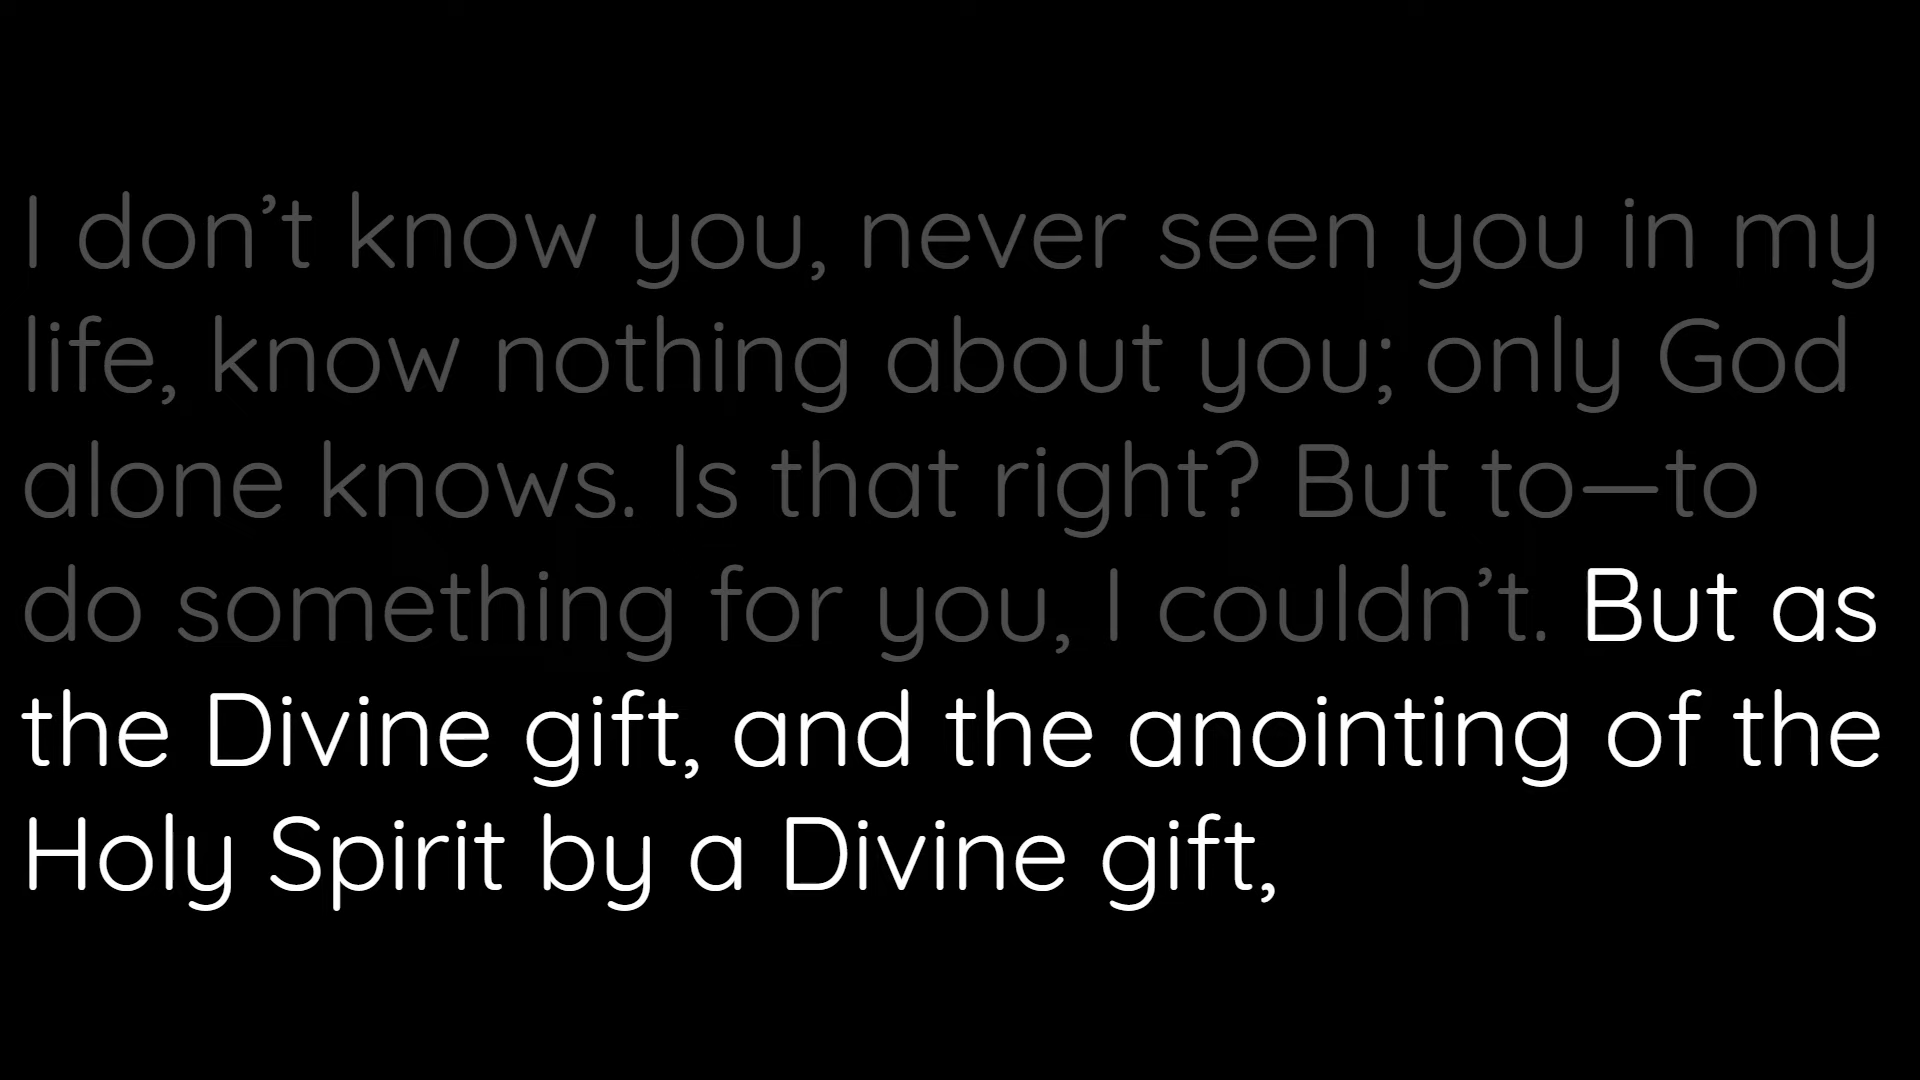 I don’t know you, never seen you in my
life, know nothing about you; only God
alone knows. Is that right? But to—to
do something for you, I couldn’t. But as
the Divine gift, and the anointing of the
Holy Spirit by a Divine gift,